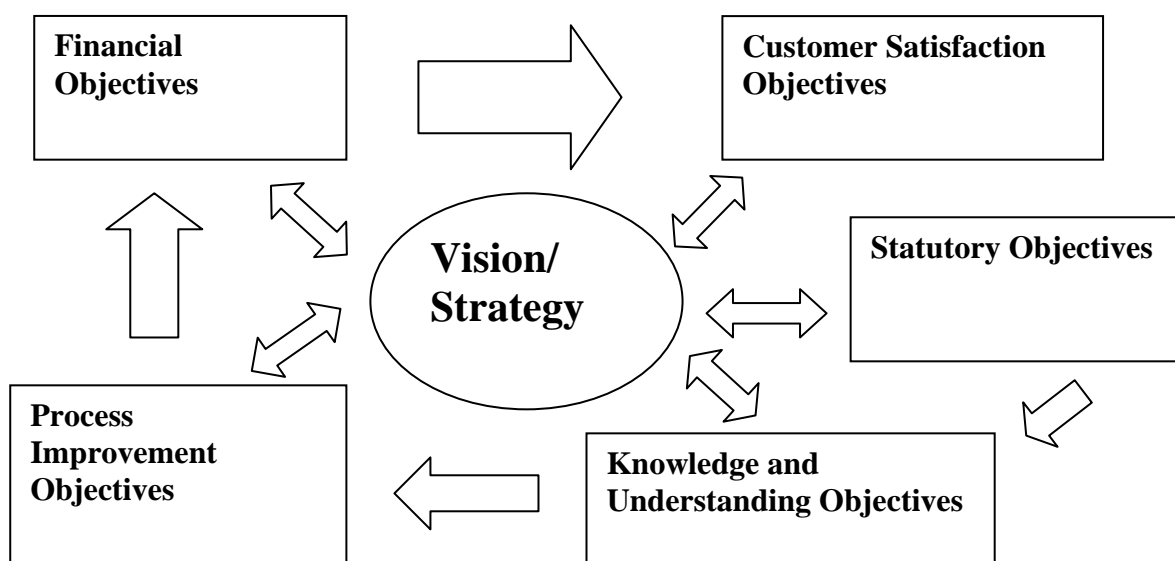 Financial
Objectives
Customer Satisfaction
Objectives
Vision/
Strategy
Statutory Objectives
Process
Improvement
Objectives
Knowledge and
Understanding Objectives